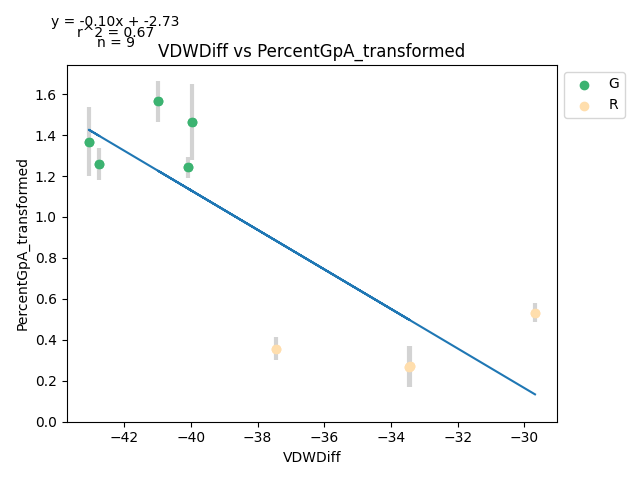 y = -0.10x + -2.73
r^2 = 0.67
n = 9
VDWDiff vs PercentGpA_transformed
G
R
PercentGpA_transformed
1.6
1.4
1.2
1.0
0.8
0.6
0.4
0.2
0.0
−42 −40 −38 −36 −34 −32 −30
VDWDiff